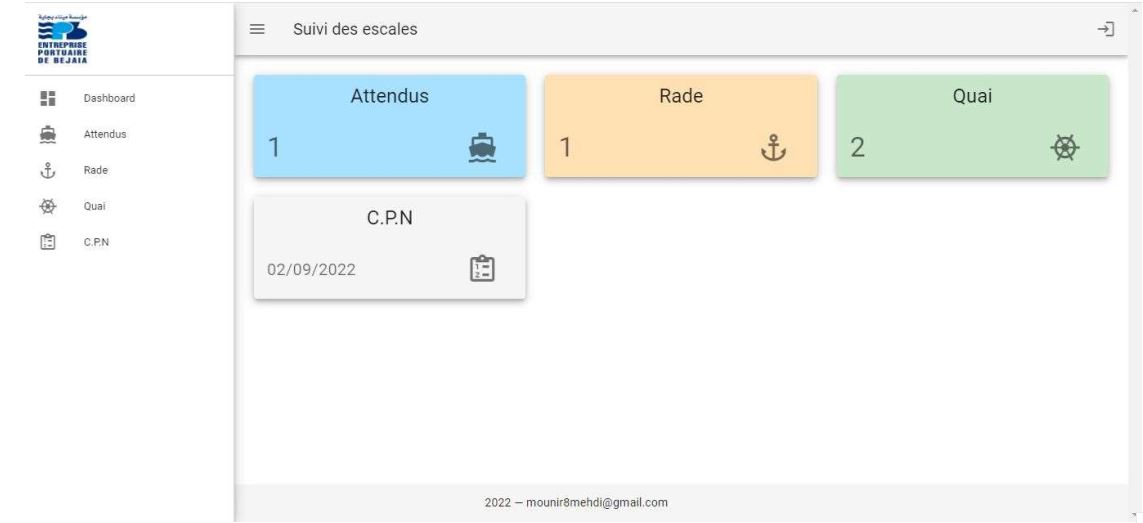 مؤسسة ميناء بجاية
ENTREPRISE
PORTUAIRE
DE BEJAIA
Suivi des escales
Dashboard
Attendus
Rade
Quai
C.P.N
Attendus
1
Rade
1
Quai
2
C.P.N
02/09/2022
2022 — mounir8mehdi@gmail.com